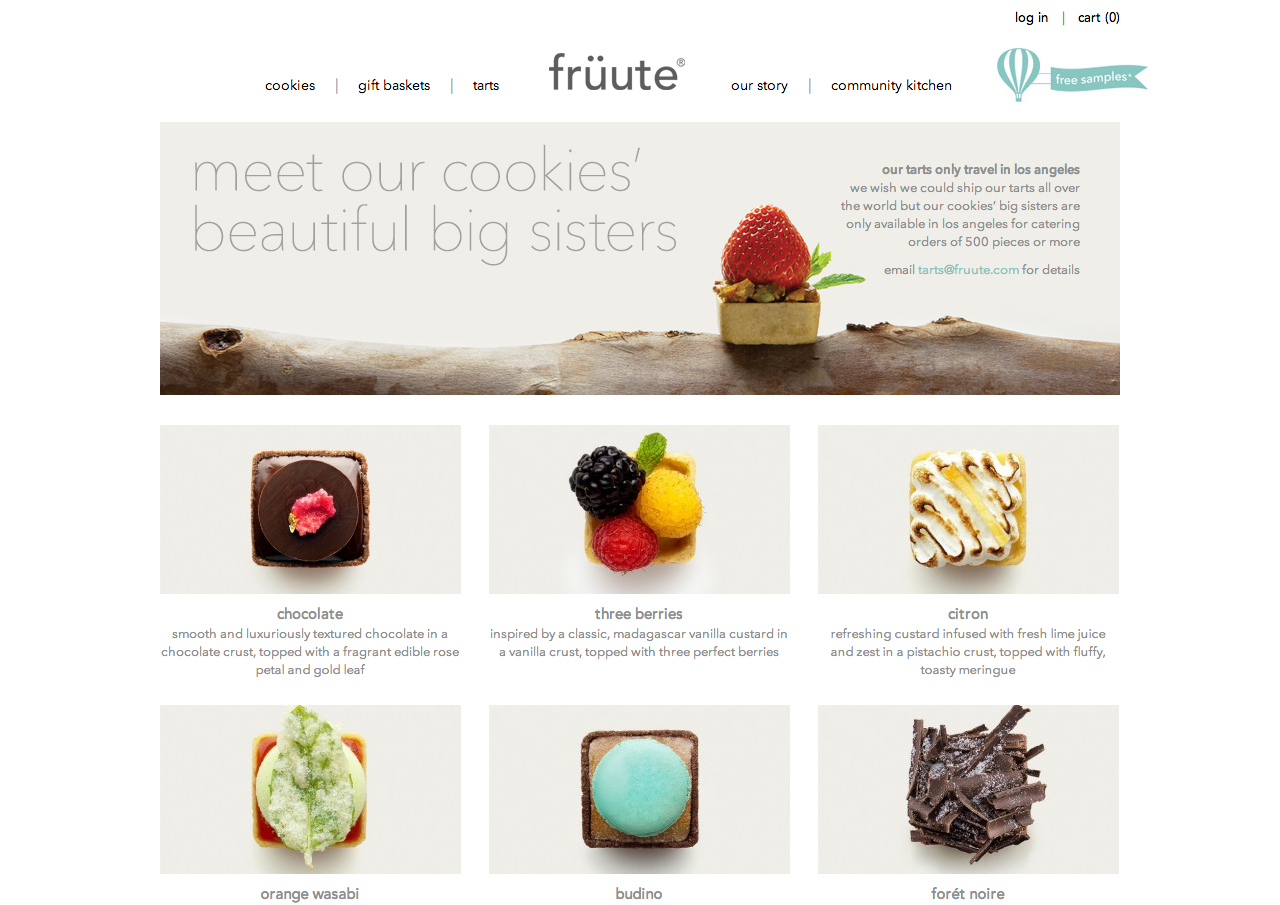 log in | cart (0)
cookies | gift baskets | tarts
früute®
our story | community kitchen
free samples*
meet our cookies’
beautiful big sisters
our tarts only travel in los angeles
we wish we could ship our tarts all over
the world but our cookies’ big sisters are
only available in los angeles for catering
orders of 500 pieces or more
email tarts@fruute.com for details
chocolate
smooth and luxuriously textured chocolate in a
chocolate crust, topped with a fragrant edible rose
petal and gold leaf
three berries
inspired by a classic, madagascar vanilla custard in
a vanilla crust, topped with three perfect berries
citron
refreshing custard infused with fresh lime juice
and zest in a pistachio crust, topped with fluffy,
toasty meringue
orange wasabi
budino
forét noire